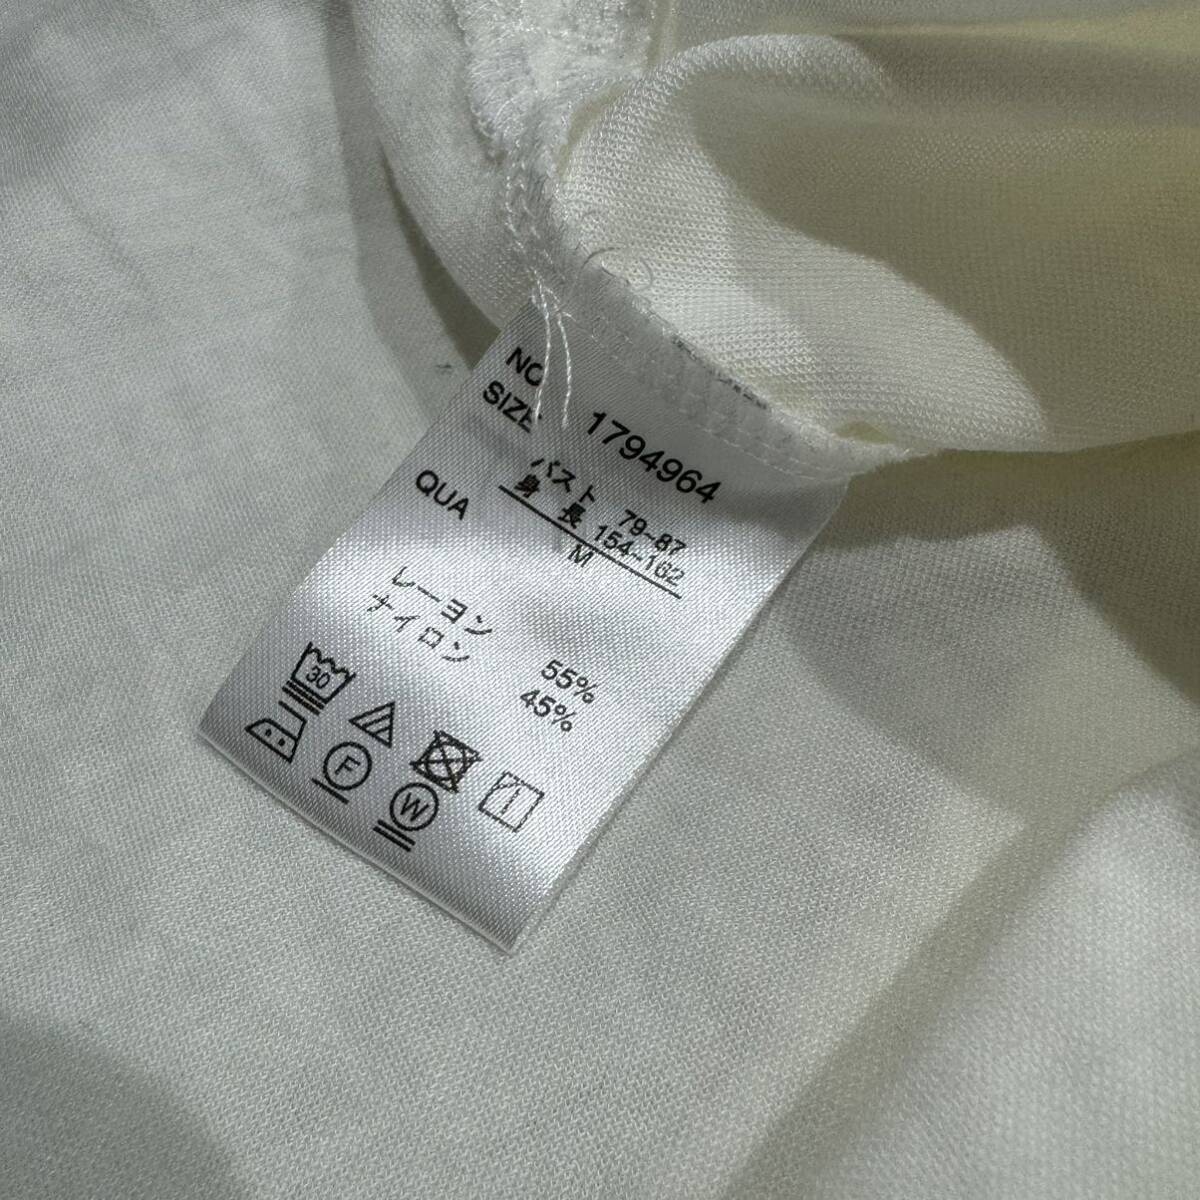 NO 1794964
SIZE
バスト 79~87
身 長 154~162
M
QUA
レーヨン 55%
ナイロン 45%
30
F
W